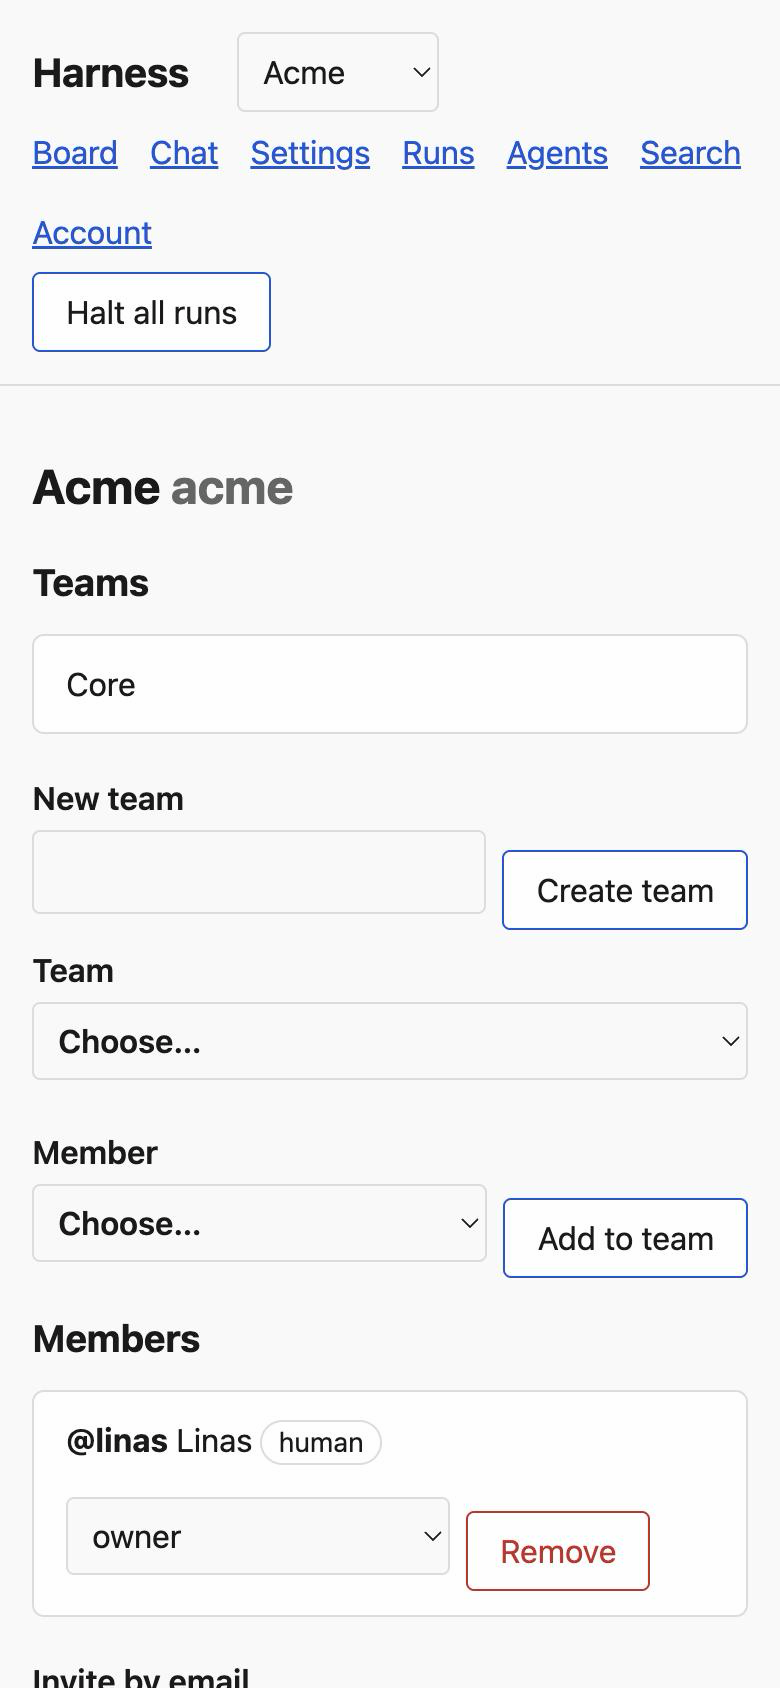 Harness Acme
Board Chat Settings Runs Agents Search
Account
Halt all runs
Acme acme
Teams
Core
New team
Create team
Team
Choose...
Member
Choose...
Add to team
Members
@linas Linas human
owner
Remove
Invite by email